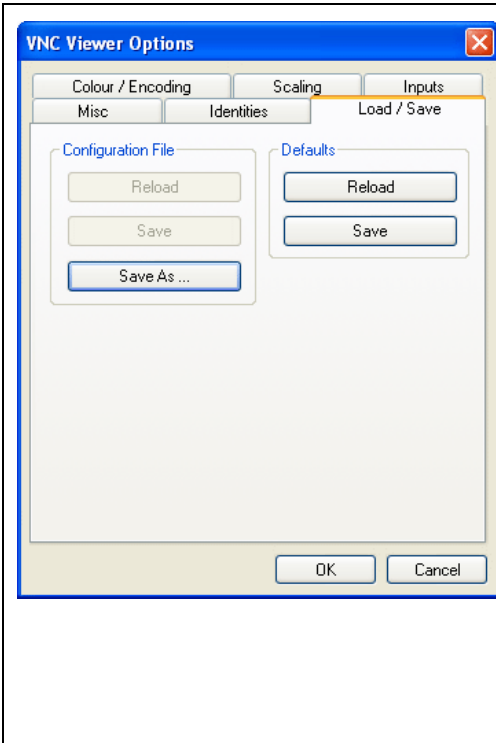 VNC Viewer Options
Colour / Encoding Scaling Inputs
Misc Identities Load / Save
Configuration File Defaults
Reload Reload
Save Save
Save As ...
OK Cancel